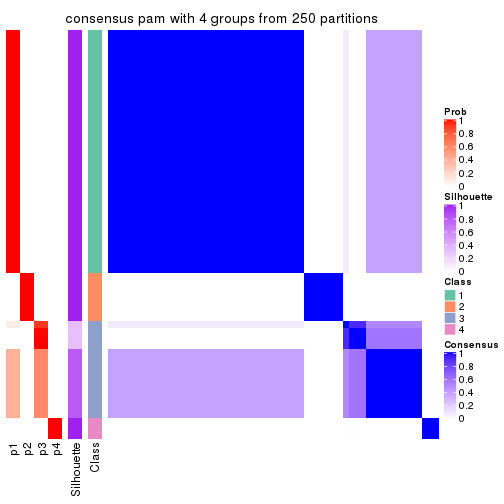 consensus pam with 4 groups from 250 partitions
Prob
1
0.8
0.6
0.4
0.2
0
Silhouette
1
0.8
0.6
0.4
0.2
0
Class
1
2
3
4
Consensus
1
0.8
0.6
0.4
0.2
0
p1
p2
p3
p4
Silhouette
Class